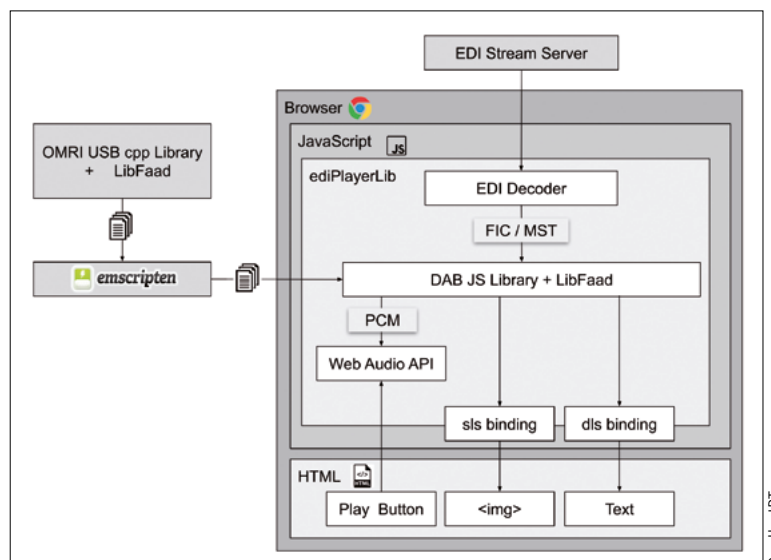 EDI Stream Server
Browser
JavaScript
JS
OMRI USB cpp Library
+ LibFaad
ediPlayerLib
EDI Decoder
FIC / MST
emscripten
DAB JS Library + LibFaad
PCM
Web Audio API
sls binding
dls binding
HTML
</>
HTML
Play Button
<img>
Text